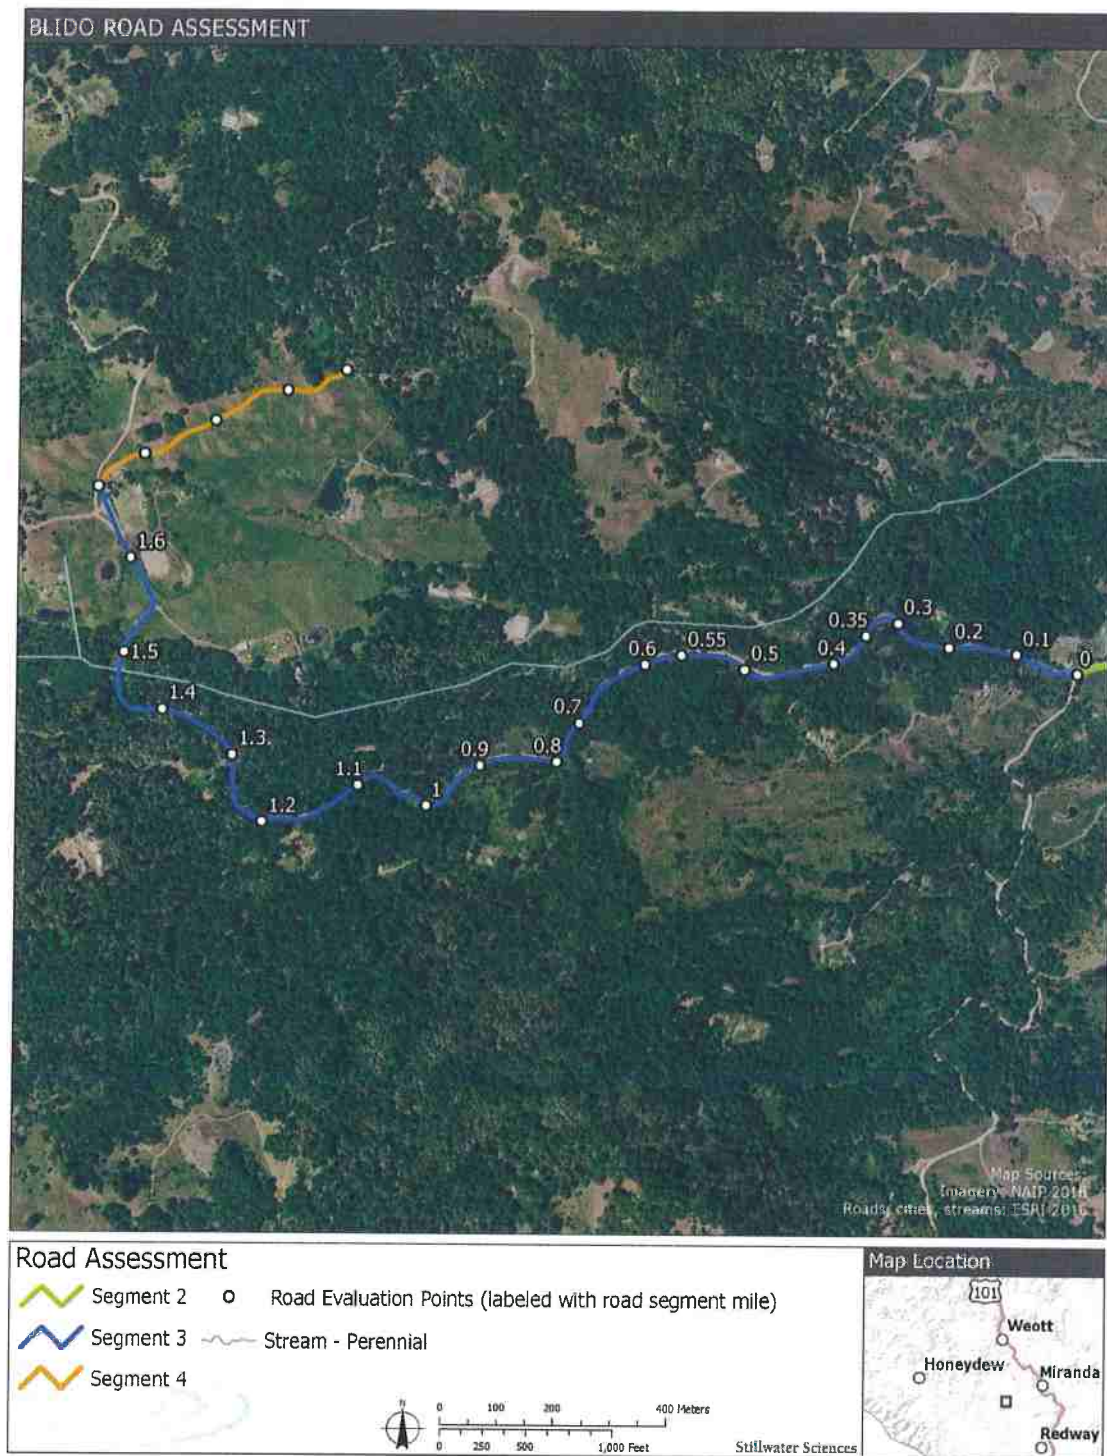 BLIDO ROAD ASSESSMENT
1.6
1.5
1.4
1.3
1.2
1.1
1
0.9
0.8
0.7
0.6
0.55
0.5
0.4
0.35
0.3
0.2
0.1
0
Map Sources:
Imagery: NAIP 2016
Roads, cities, streams: ESRI 2016
Road Assessment
Segment 2
Road Evaluation Points (labeled with road segment mile)
Segment 3
Stream - Perennial
Segment 4
N
0 100 200 400 Meters
0 250 500 1,000 Feet
Stillwater Sciences
Map Location
101
Weott
Honeydew
Miranda
Redway